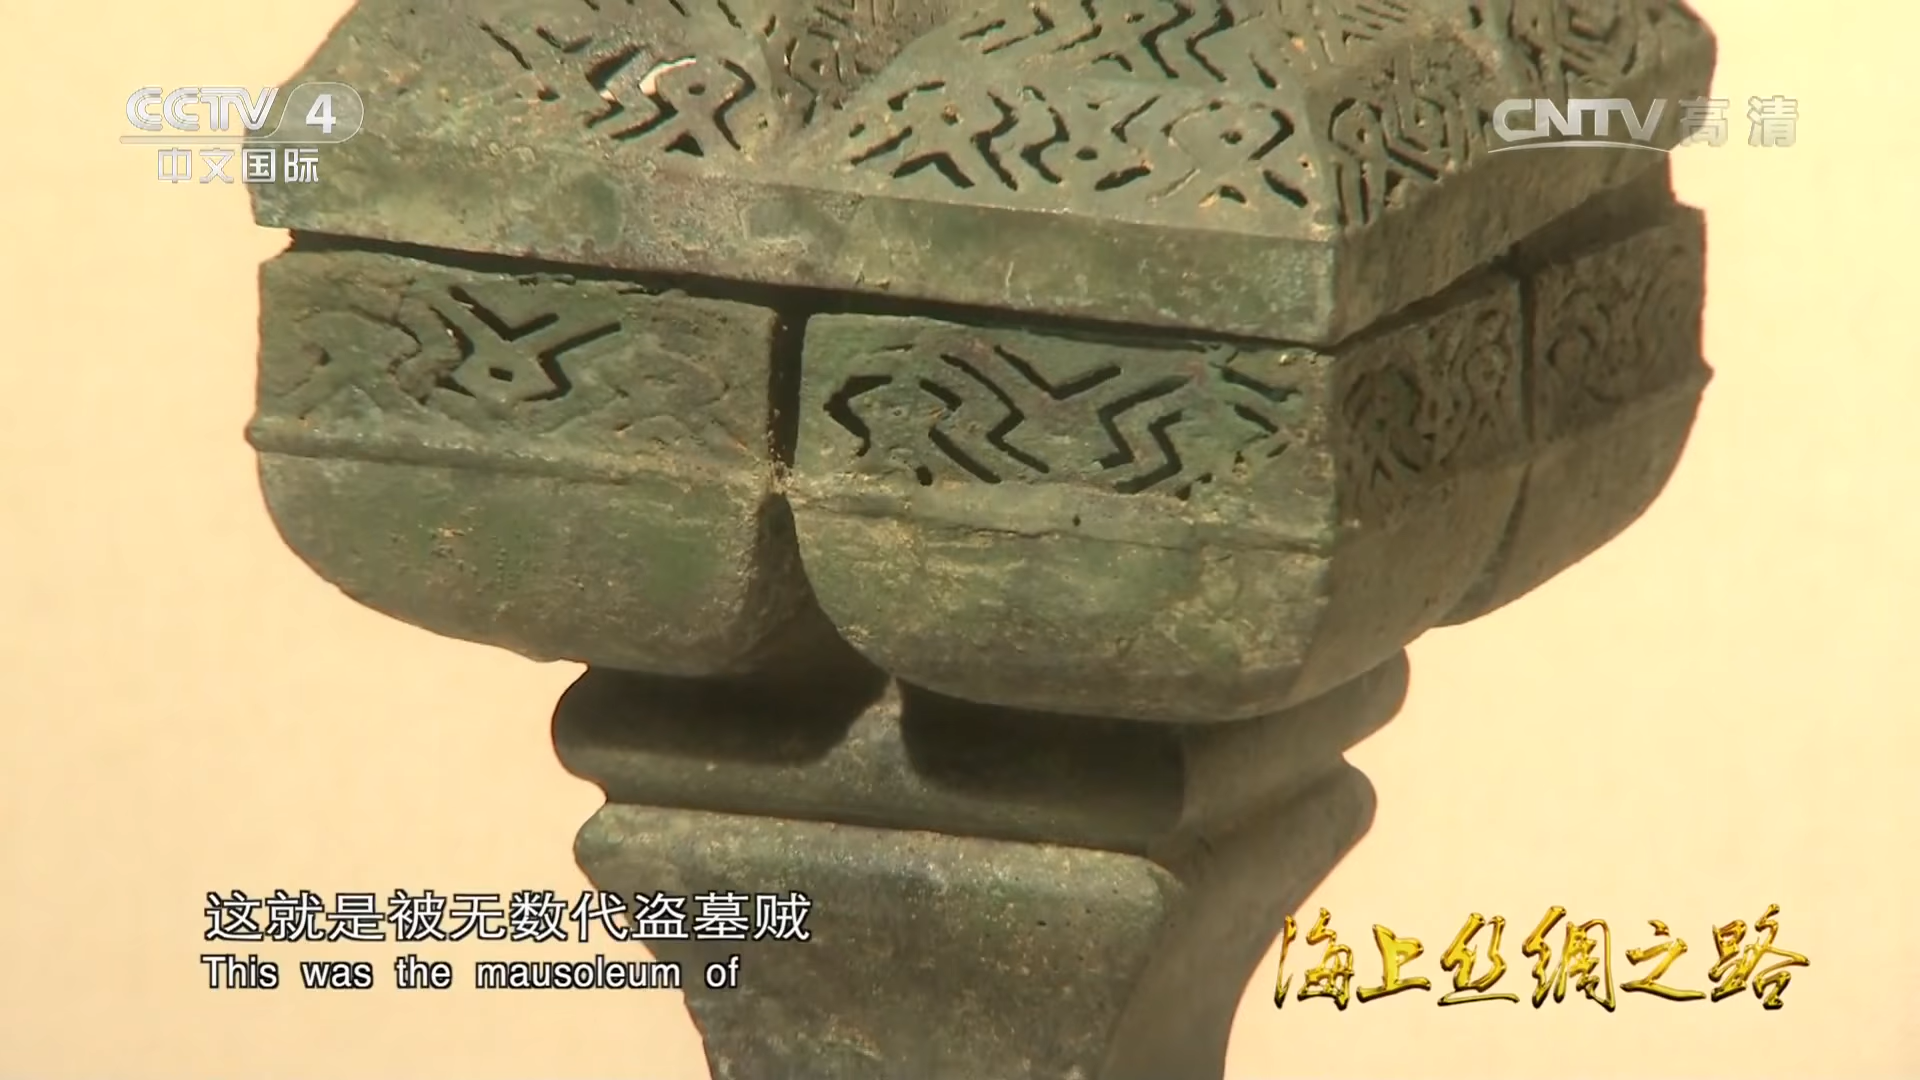 CCTV 4
中文国际
CNTV 高清
这就是被无数代盗墓贼
This was the mausoleum of
海上丝绸之路